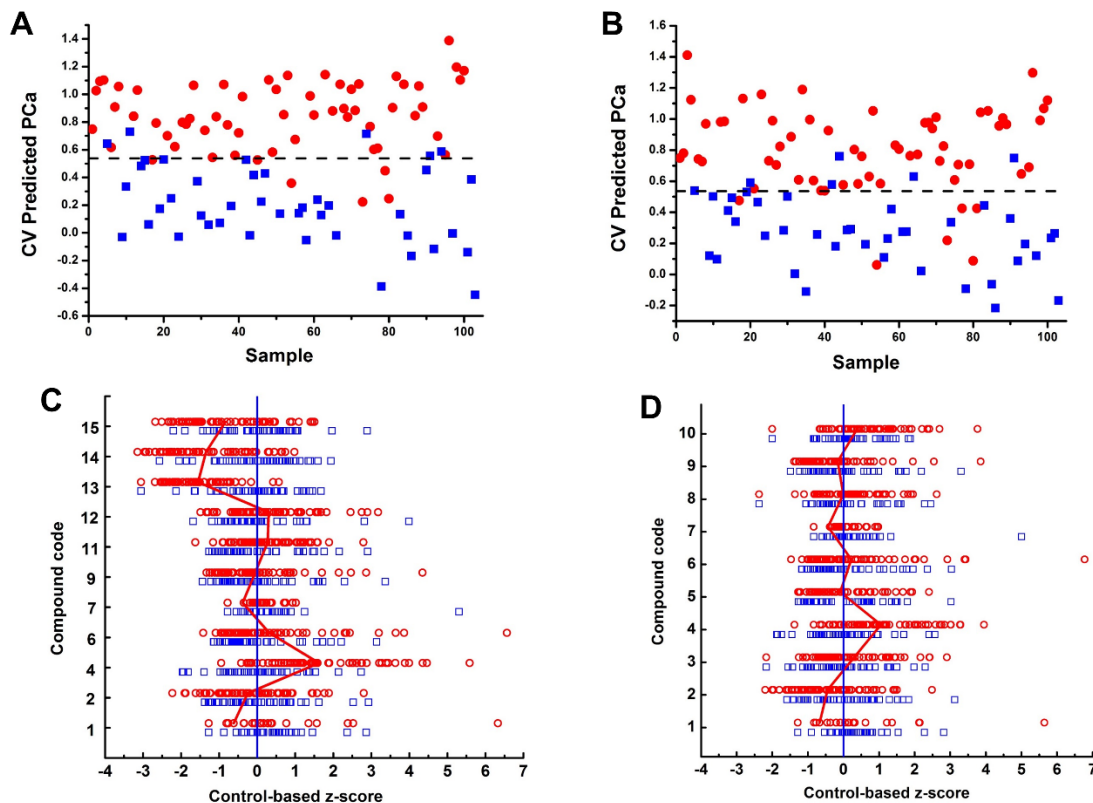 A
CV Predicted PCa
1.4
1.2
1.0
0.8
0.6
0.4
0.2
0.0
-0.2
-0.4
-0.6
0 20 40 60 80 100
Sample
B
CV Predicted PCa
1.6
1.4
1.2
1.0
0.8
0.6
0.4
0.2
0.0
-0.2
0 20 40 60 80 100
Sample
C
Compound code
15
14
13
12
11
9
7
6
4
2
1
-4 -3 -2 -1 0 1 2 3 4 5 6 7
Control-based z-score
D
Compound code
10
9
8
7
6
5
4
3
2
1
-4 -3 -2 -1 0 1 2 3 4 5 6 7
Control-based z-score